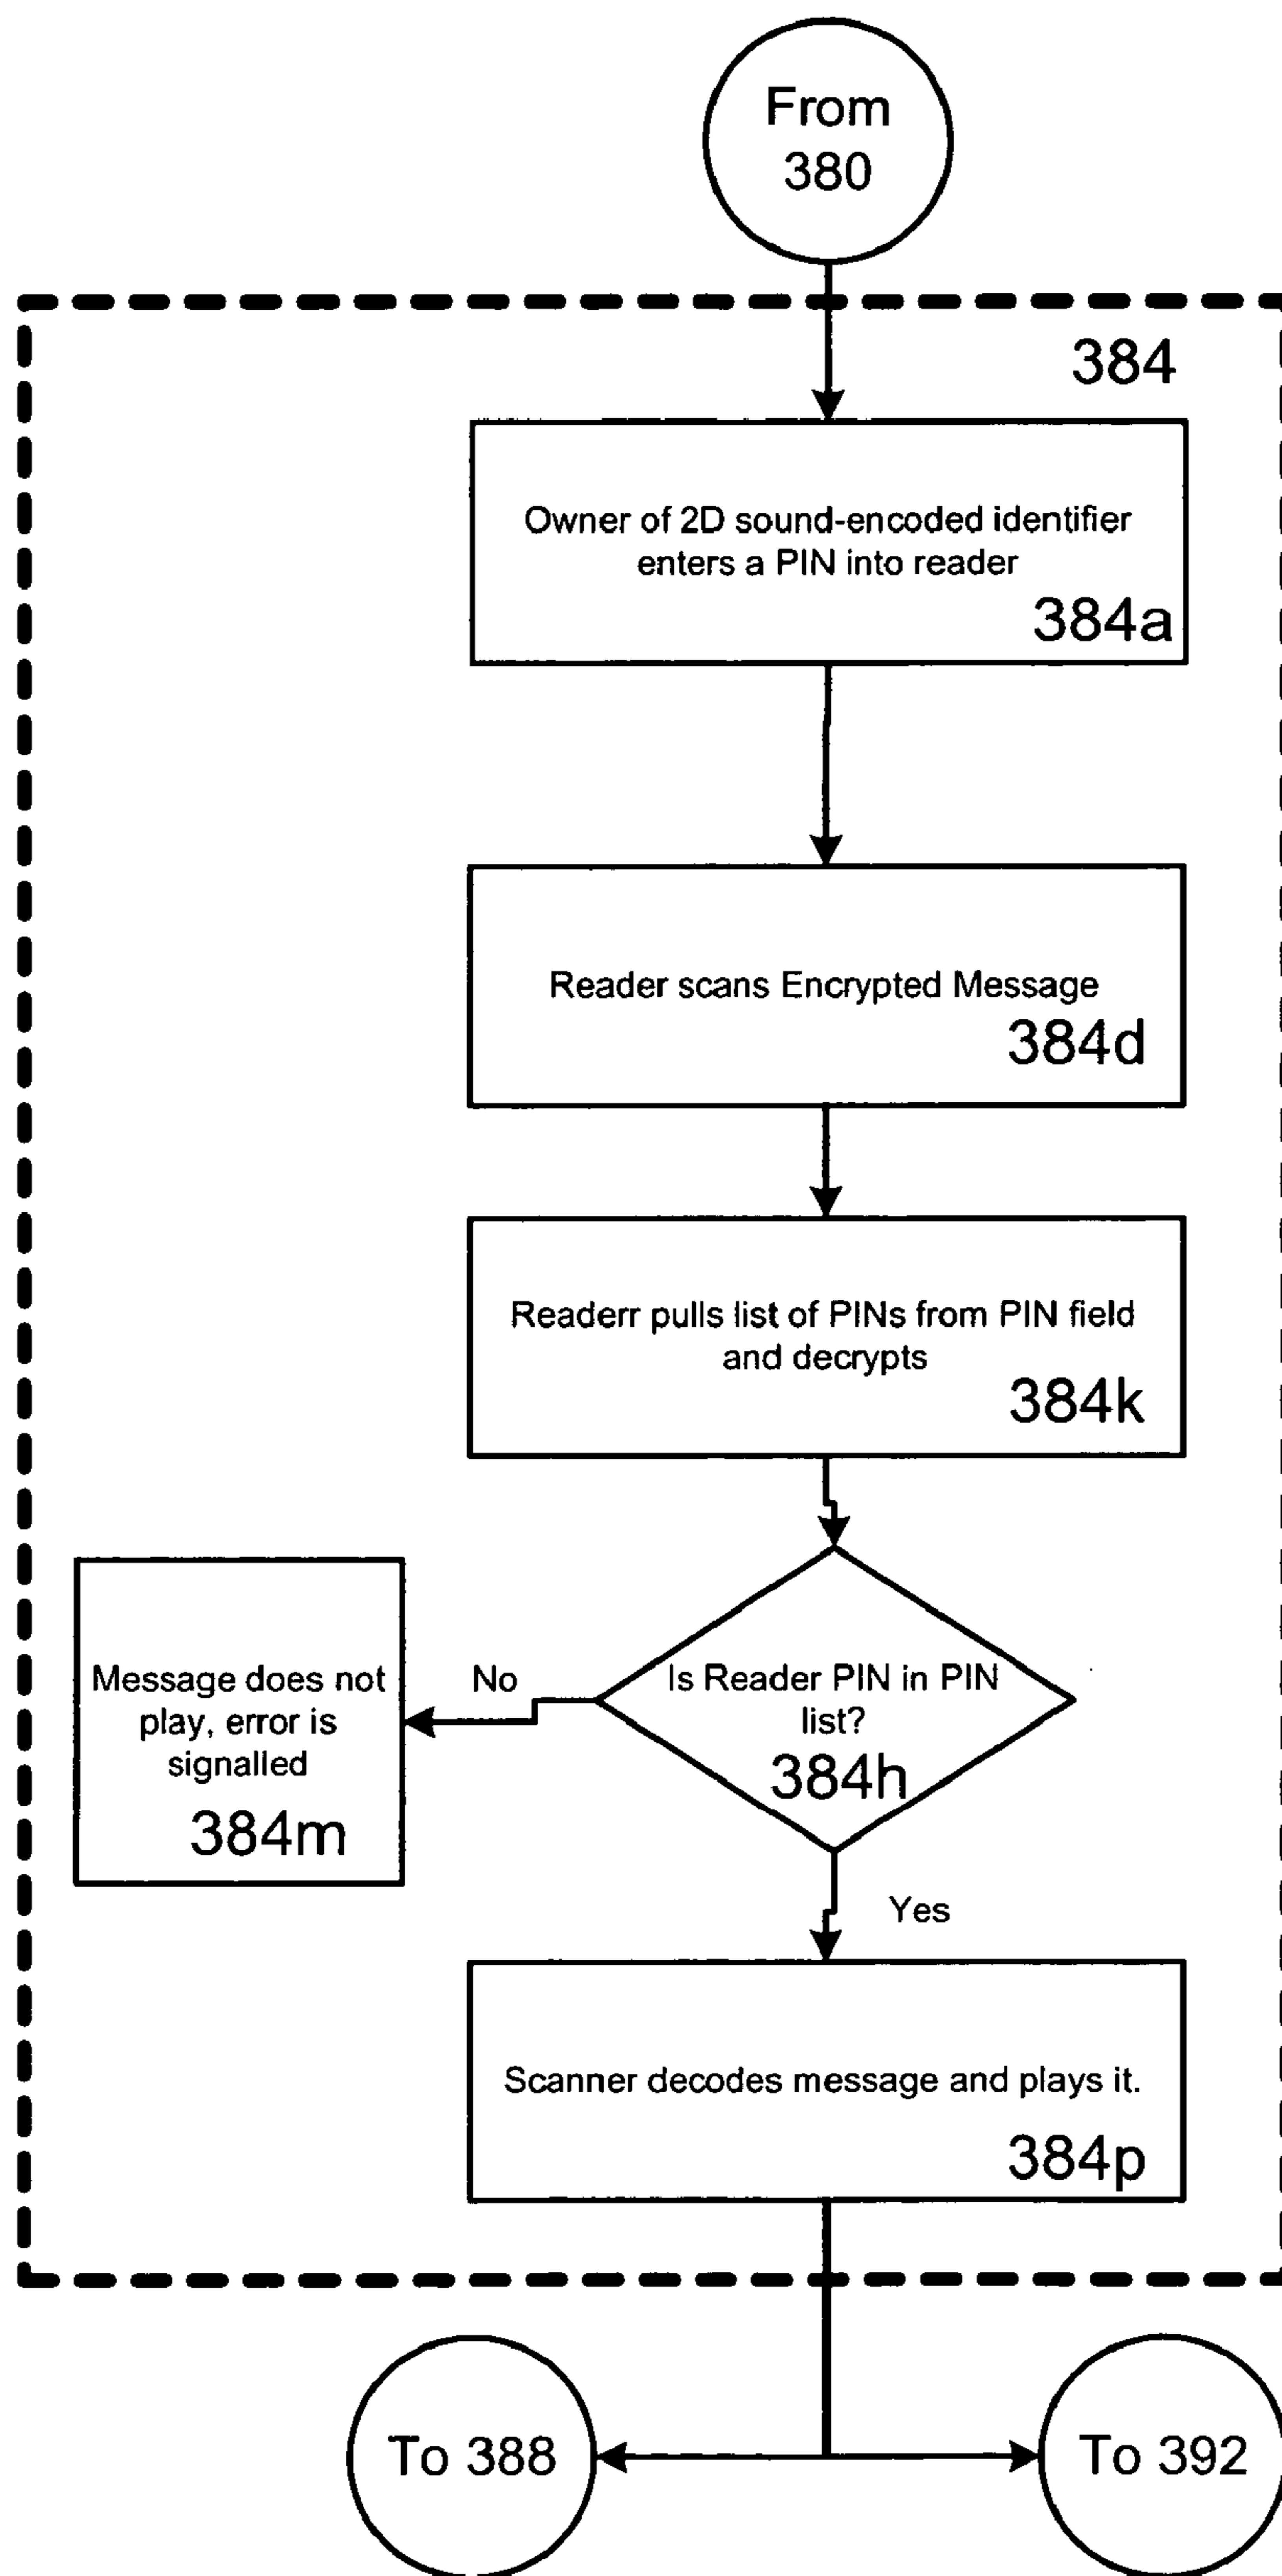 From
380
384
Owner of 2D sound-encoded identifier
enters a PIN into reader
384a
Reader scans Encrypted Message
384d
Readerr pulls list of PINs from PIN field
and decrypts
384k
Is Reader PIN in PIN
list?
384h
No
Message does not
play, error is
signalled
384m
Yes
Scanner decodes message and plays it.
384p
To 388
To 392